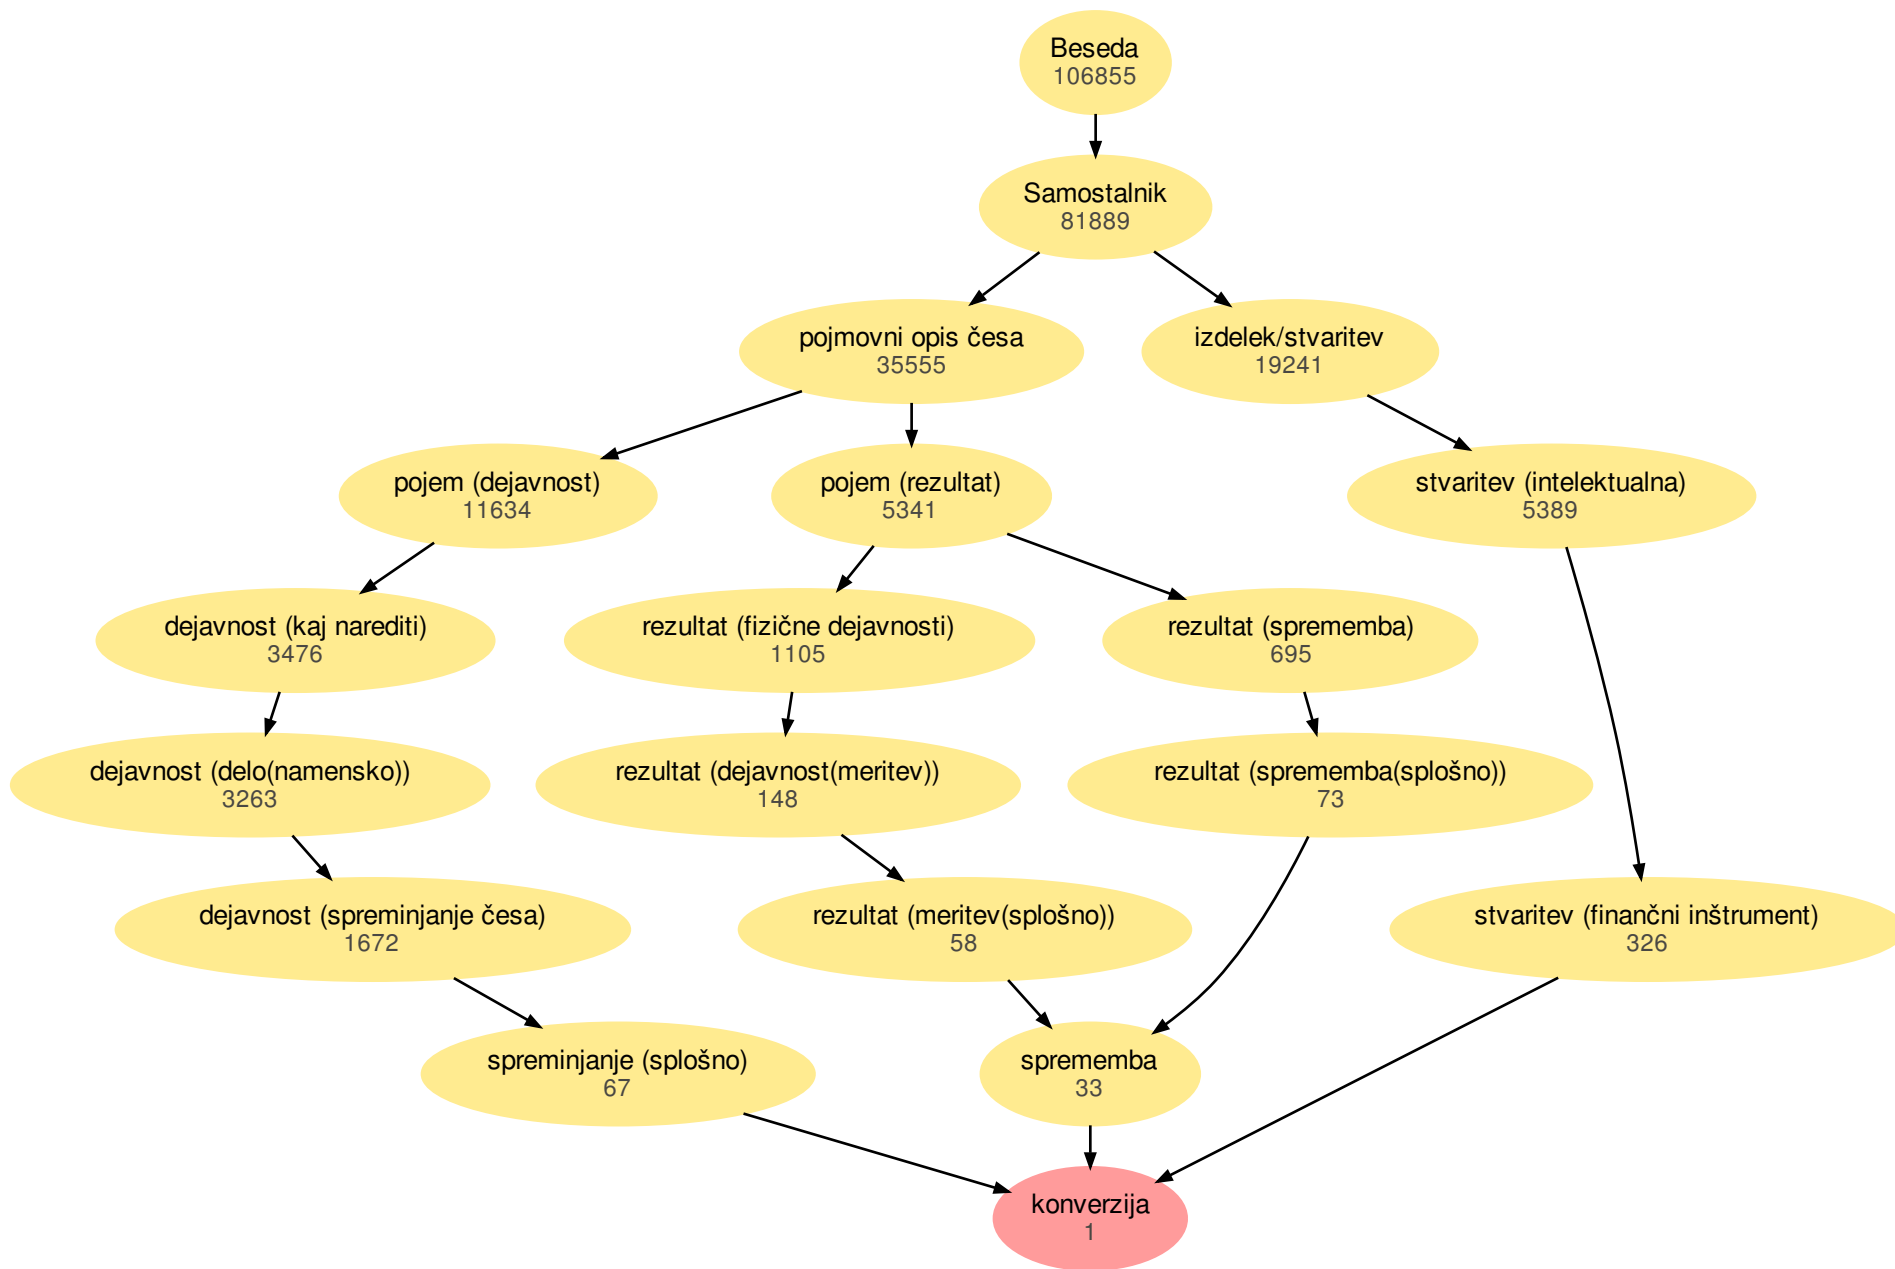 Beseda
106855
Samostalnik
81889
pojmovni opis česa
35555
izdelek/stvaritev
19241
pojem (dejavnost)
11634
pojem (rezultat)
5341
stvaritev (intelektualna)
5389
dejavnost (kaj narediti)
3476
rezultat (fizične dejavnosti)
1105
rezultat (sprememba)
695
dejavnost (delo(namensko))
3263
rezultat (dejavnost(meritev))
148
rezultat (sprememba(splošno))
73
dejavnost (spreminjanje česa)
1672
rezultat (meritev(splošno))
58
stvaritev (finančni inštrument)
326
spreminjanje (splošno)
67
sprememba
33
konverzija
1